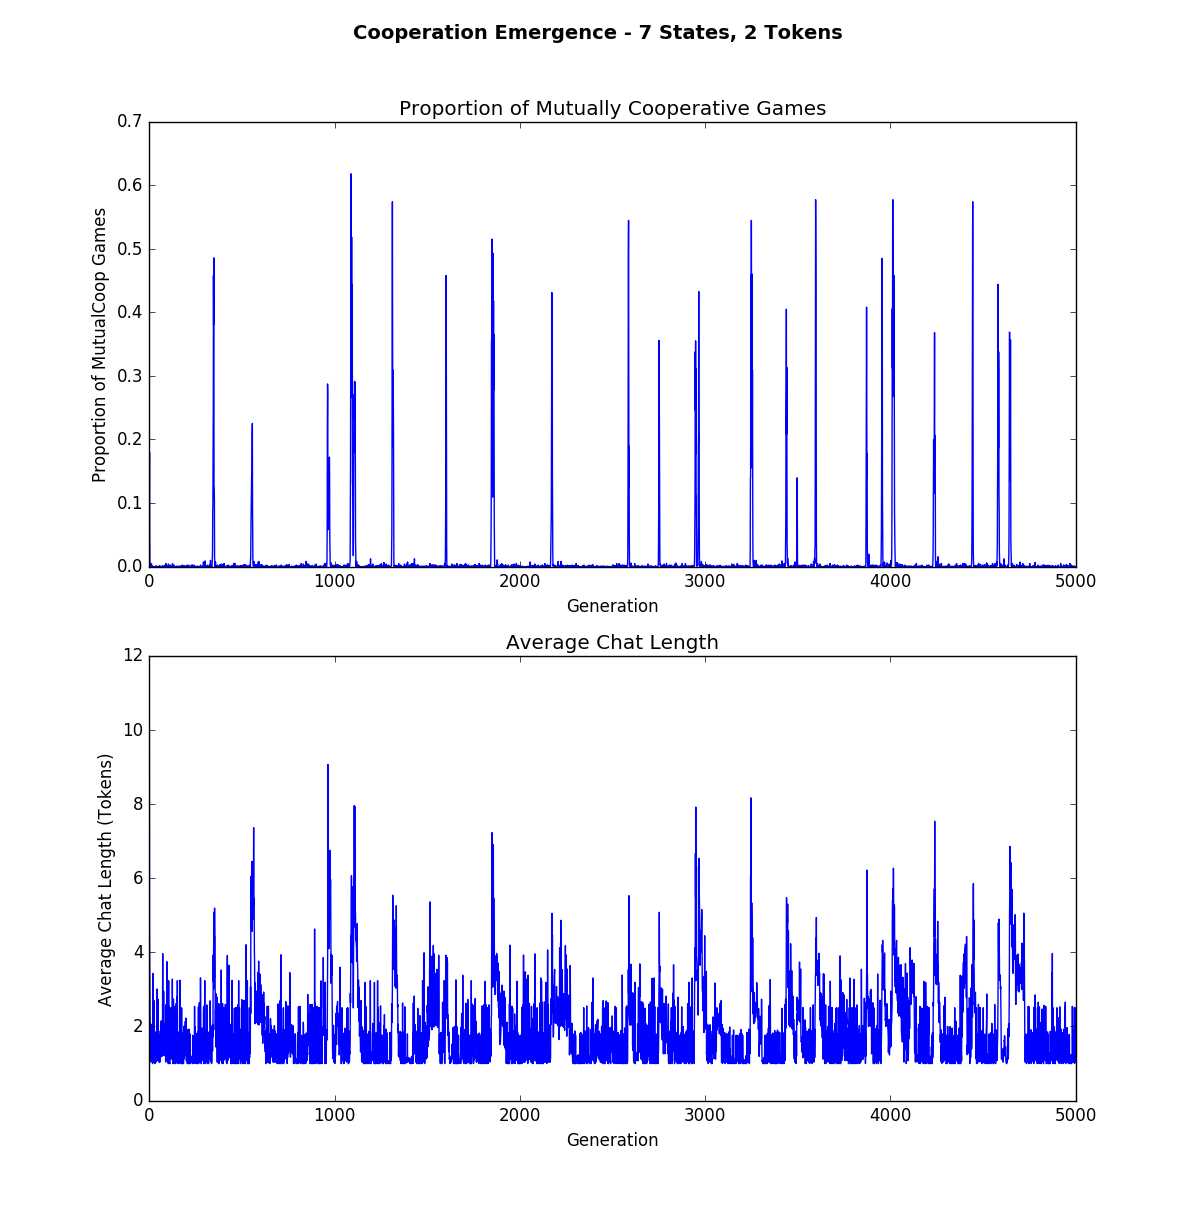 Cooperation Emergence - 7 States, 2 Tokens
Proportion of Mutually Cooperative Games
0.7
0.6
0.5
0.4
0.3
0.2
0.1
0.0
Proportion of MutualCoop Games
0 1000 2000 3000 4000 5000
Generation
Average Chat Length
12
10
8
6
4
2
0
Average Chat Length (Tokens)
0 1000 2000 3000 4000 5000
Generation